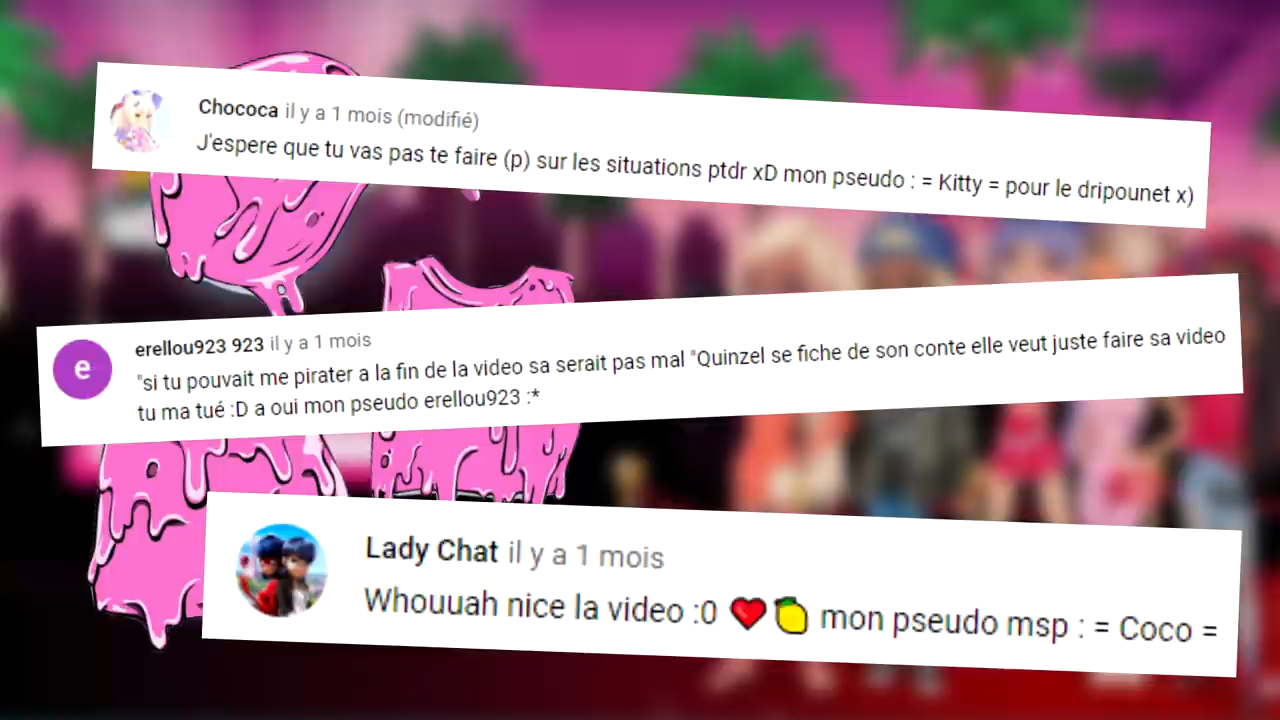 Chococa il y a 1 mois (modifié)
J'espere que tu vas pas te faire (p) sur les situations ptdr xD mon pseudo : = Kitty = pour le dripounet x)
e
erellou923 923 il y a 1 mois
"si tu pouvait me pirater a la fin de la video sa serait pas mal "Quinzel se fiche de son conte elle veut juste faire sa video
tu ma tué :D a oui mon pseudo erellou923 :*
Lady Chat il y a 1 mois
Whouuah nice la video :0 ❤️🍋 mon pseudo msp : = Coco =